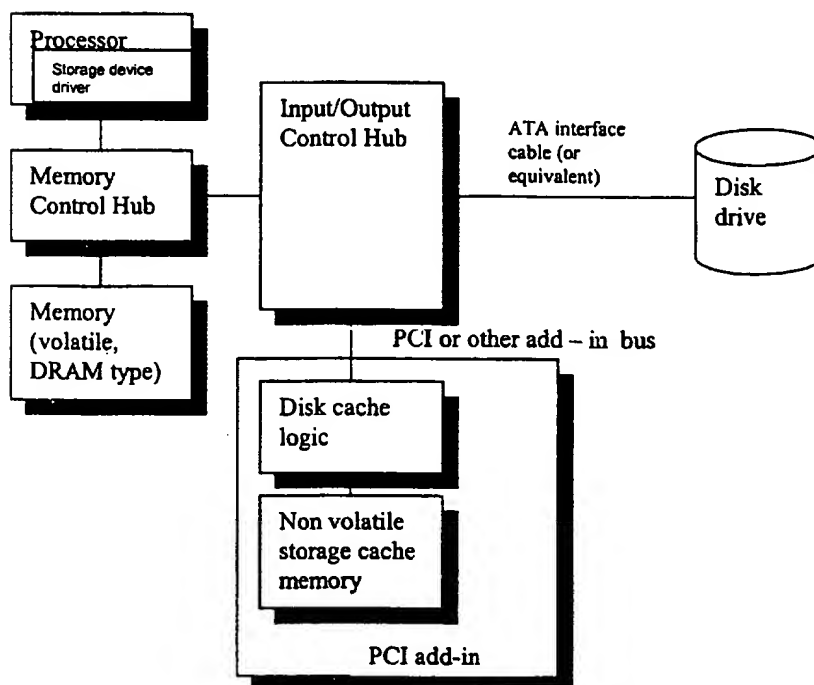 Processor
Storage device
driver
Input/Output
Control Hub
ATA interface
cable (or
equivalent)
Disk
drive
Memory
Control Hub
Memory
(volatile,
DRAM type)
PCI or other add – in bus
Disk cache
logic
Non volatile
storage cache
memory
PCI add-in